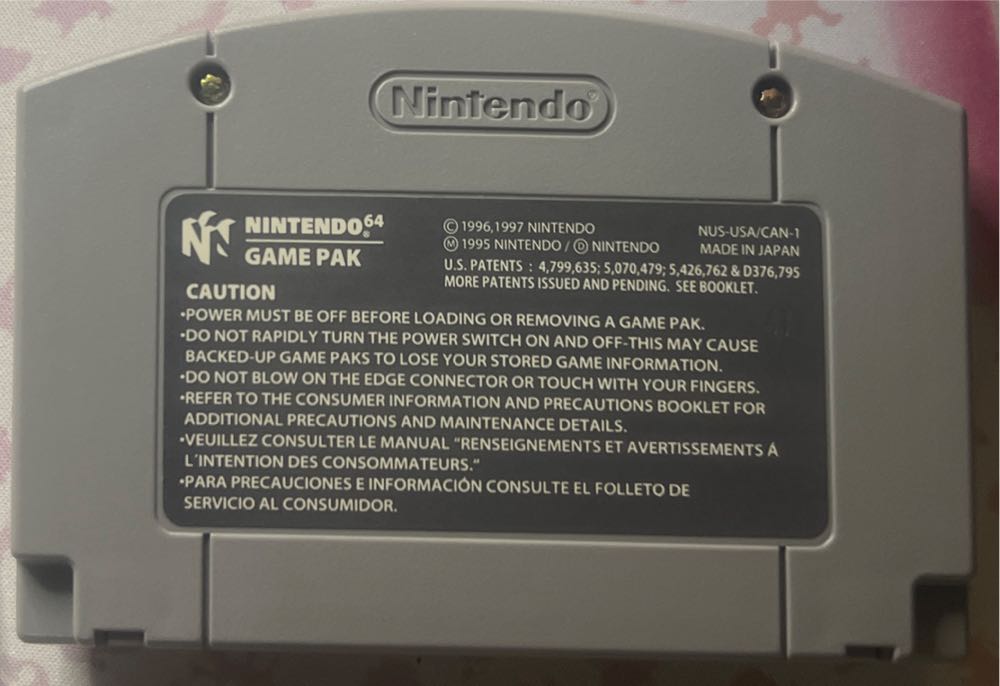 Nintendo®
NINTENDO⁶⁴®
GAME PAK
© 1996,1997 NINTENDO
Ⓜ 1995 NINTENDO / Ⓓ NINTENDO
NUS-USA/CAN-1
MADE IN JAPAN
U.S. PATENTS : 4,799,635; 5,070,479; 5,426,762 & D376,795
MORE PATENTS ISSUED AND PENDING. SEE BOOKLET.
CAUTION
•POWER MUST BE OFF BEFORE LOADING OR REMOVING A GAME PAK.
•DO NOT RAPIDLY TURN THE POWER SWITCH ON AND OFF-THIS MAY CAUSE
BACKED-UP GAME PAKS TO LOSE YOUR STORED GAME INFORMATION.
•DO NOT BLOW ON THE EDGE CONNECTOR OR TOUCH WITH YOUR FINGERS.
•REFER TO THE CONSUMER INFORMATION AND PRECAUTIONS BOOKLET FOR
ADDITIONAL PRECAUTIONS AND MAINTENANCE DETAILS.
•VEUILLEZ CONSULTER LE MANUAL "RENSEIGNEMENTS ET AVERTISSEMENTS Á
L'INTENTION DES CONSOMMATEURS."
•PARA PRECAUCIONES E INFORMACIÓN CONSULTE EL FOLLETO DE
SERVICIO AL CONSUMIDOR.